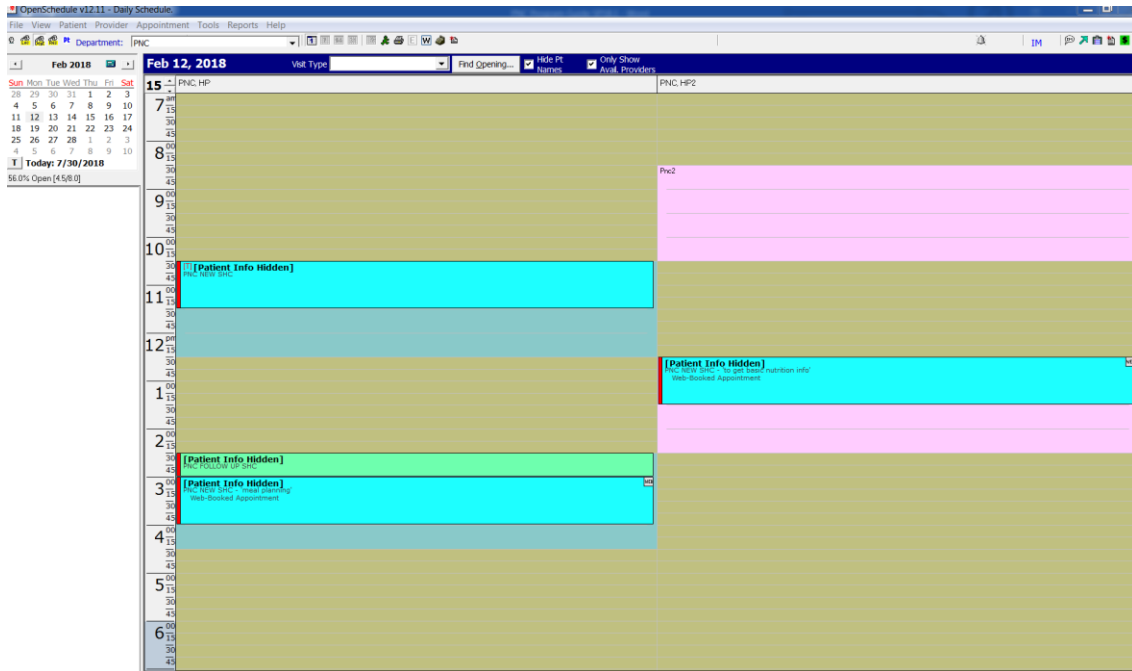 OpenSchedule v12.11 - Daily Schedule.
File View Patient Provider Appointment Tools Reports Help
Department: PNC
IM
Feb 2018
Feb 12, 2018 Visit Type Find Opening... Hide Pt Names Only Show Avail. Providers
Sun Mon Tue Wed Thu Fri Sat
28 29 30 31 1 2 3
4 5 6 7 8 9 10
11 12 13 14 15 16 17
18 19 20 21 22 23 24
25 26 27 28 1 2 3
4 5 6 7 8 9 10
T Today: 7/30/2018
56.0% Open [4.5/8.0]
15 PNC, HP PNC, HP2
7 am
15
30
45
8 00
15
30
45
Pnc2
9 00
15
30
45
10 00
15
30
45
[Patient Info Hidden]
PNC NEW SHC
11 00
15
30
45
12 pm
15
30
45
[Patient Info Hidden]
PNC NEW SHC - 'to get basic nutrition info'
Web-Booked Appointment
1 00
15
30
45
2 00
15
30
45
[Patient Info Hidden]
PNC FOLLOW UP SHC
3 00
15
30
45
[Patient Info Hidden]
PNC NEW SHC - 'meal planning'
Web-Booked Appointment
4 00
15
30
45
5 00
15
30
45
6 00
15
30
45